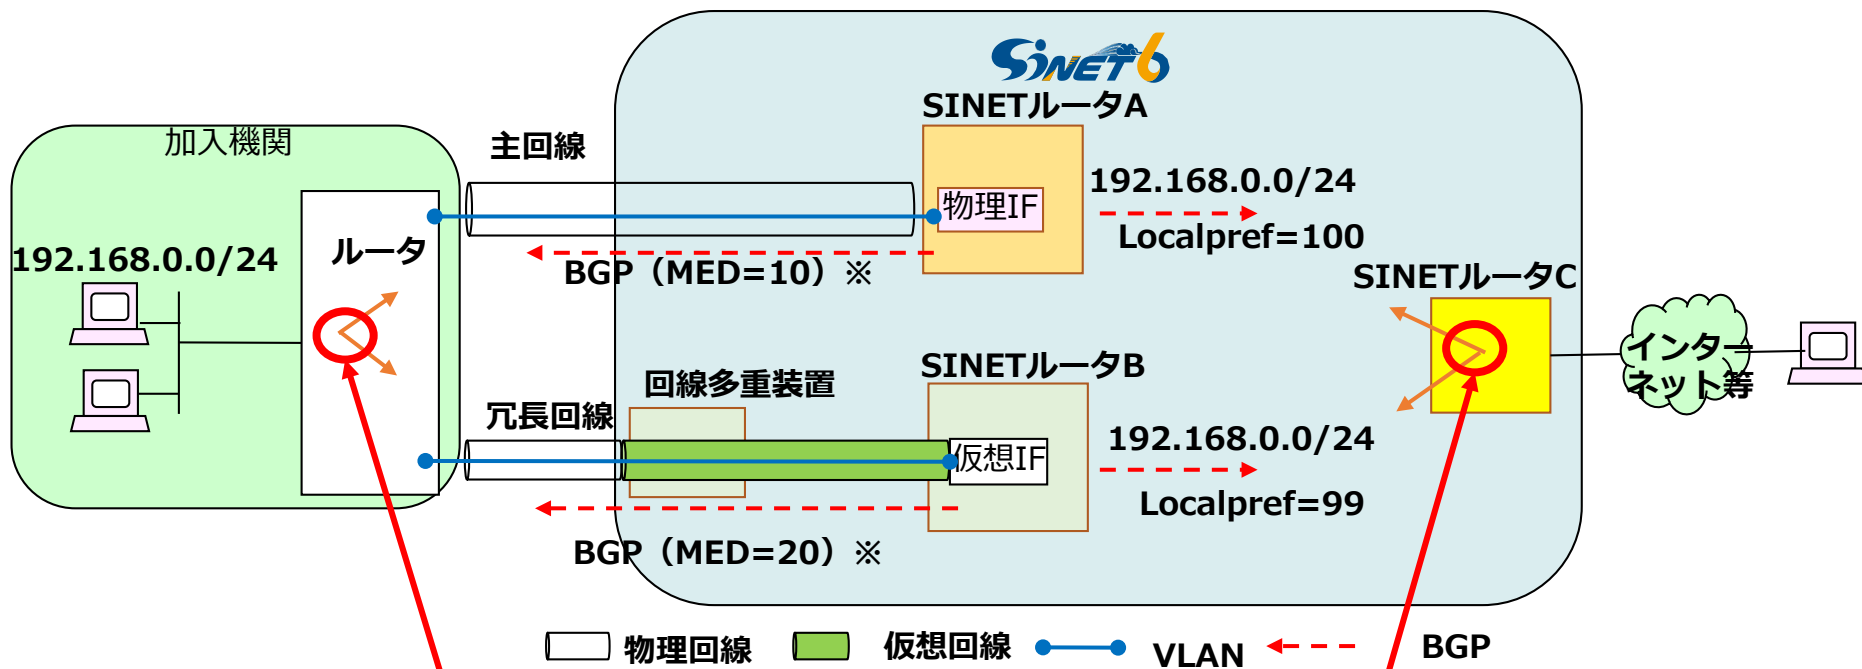 SINET6
SINETルータA
加入機関
主回線
192.168.0.0/24
物理IF
ルータ
192.168.0.0/24
Localpref=100
BGP（MED=10）※
SINETルータC
インター
ネット等
SINETルータB
回線多重装置
冗長回線
192.168.0.0/24
仮想IF
Localpref=99
BGP（MED=20）※
物理回線
仮想回線
VLAN
BGP